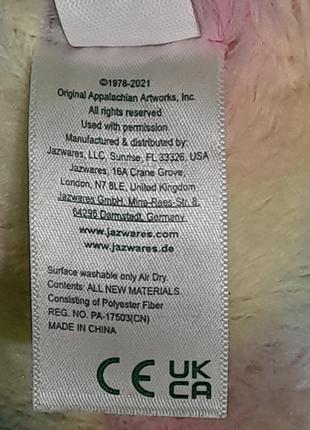 ©1978-2021
Original Appalachian Artworks, Inc.
All rights reserved
Used with permission
Manufactured & distributed by:
Jazwares, LLC, Sunrise, FL 33326, USA
Jazwares, 16A Crane Grove,
London, N7 8LE, United Kingdom
Jazwares GmbH, Mina-Rees-Str. 8,
64295 Darmstadt, Germany
www.jazwares.com
www.jazwares.de
Surface washable only Air Dry.
Contents: ALL NEW MATERIALS
Consisting of Polyester Fiber
REG. NO. PA-17503(CN)
MADE IN CHINA
CE UK
CA